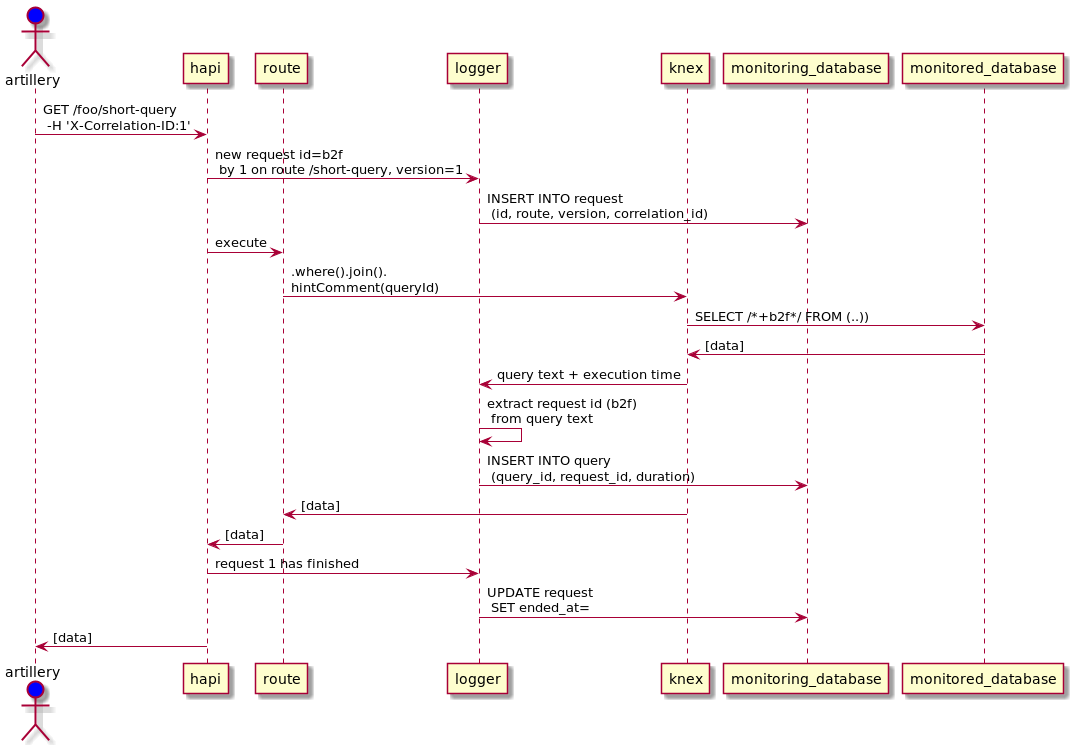 artillery
hapi
route
logger
knex
monitoring_database
monitored_database
GET /foo/short-query
-H 'X-Correlation-ID:1'
new request id=b2f
by 1 on route /short-query, version=1
INSERT INTO request
(id, route, version, correlation_id)
execute
.where().join().
hintComment(queryId)
SELECT /*+b2f*/ FROM (..))
[data]
query text + execution time
extract request id (b2f)
from query text
INSERT INTO query
(query_id, request_id, duration)
[data]
[data]
request 1 has finished
UPDATE request
SET ended_at=
[data]
artillery
hapi
route
logger
knex
monitoring_database
monitored_database